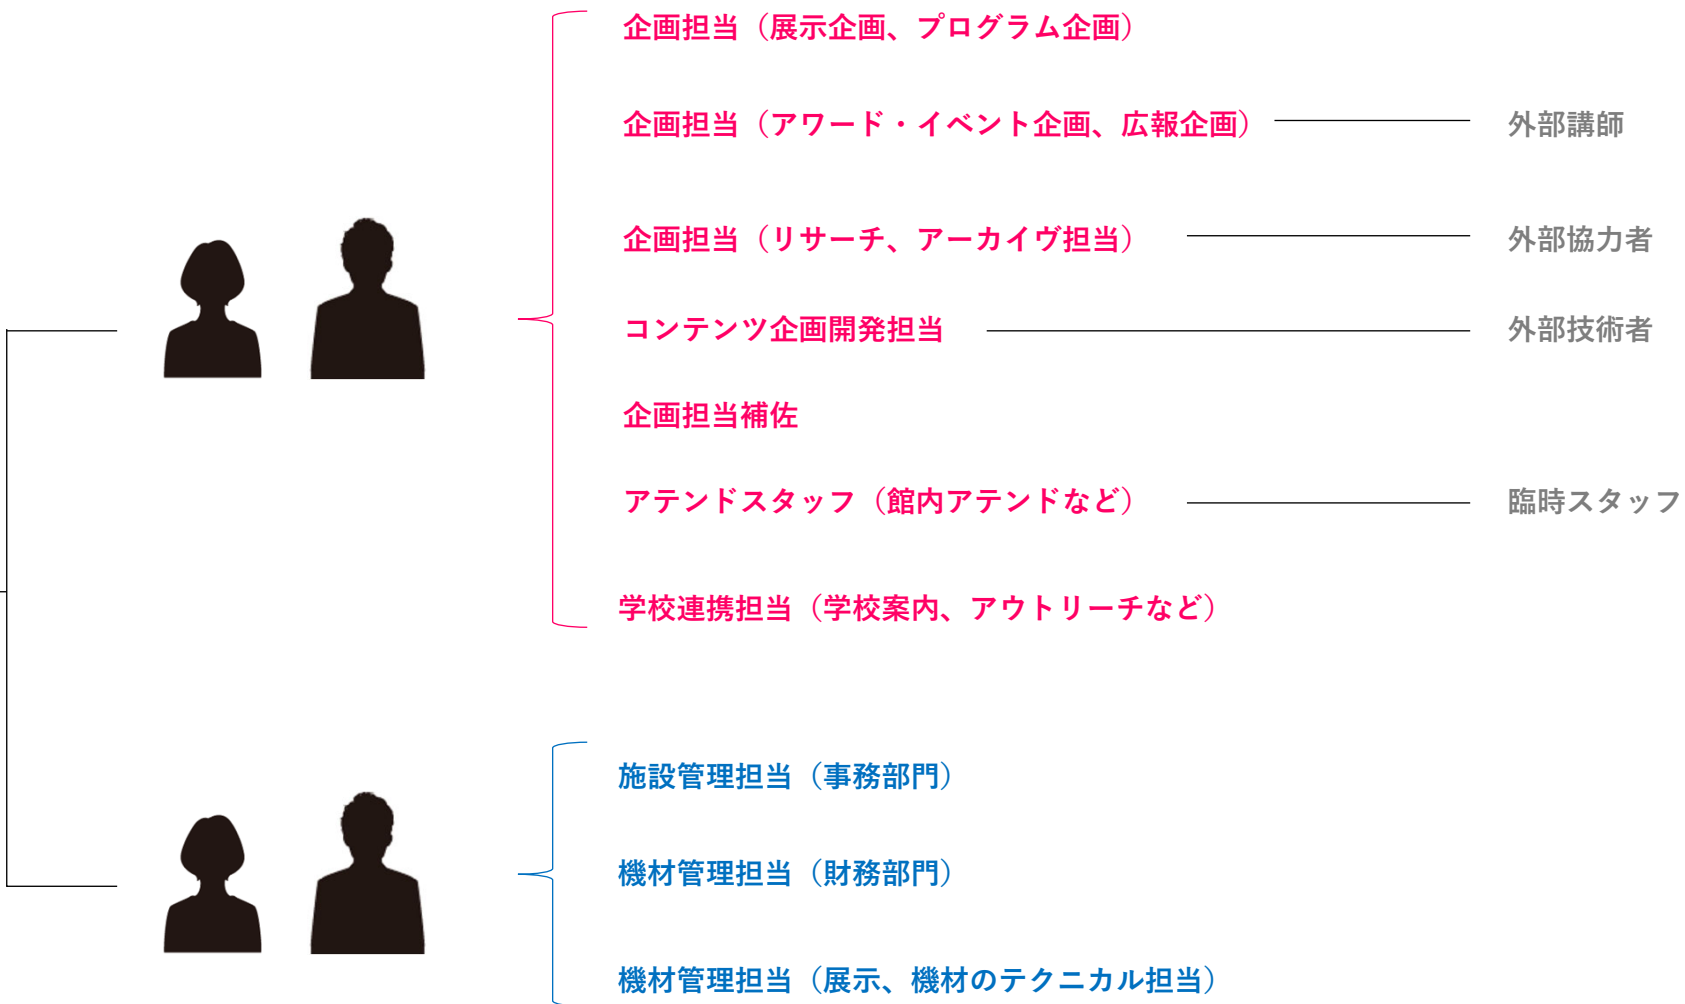 企画担当（展示企画、プログラム企画）
企画担当（アワード・イベント企画、広報企画） 外部講師
企画担当（リサーチ、アーカイヴ担当） 外部協力者
コンテンツ企画開発担当 外部技術者
企画担当補佐
アテンドスタッフ（館内アテンドなど） 臨時スタッフ
学校連携担当（学校案内、アウトリーチなど）
施設管理担当（事務部門）
機材管理担当（財務部門）
機材管理担当（展示、機材のテクニカル担当）